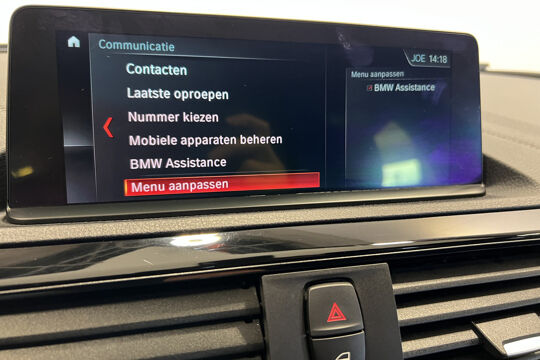 Communicatie
JOE 14:18
Contacten
Laatste oproepen
Nummer kiezen
Mobiele apparaten beheren
BMW Assistance
Menu aanpassen
Menu aanpassen
BMW Assistance